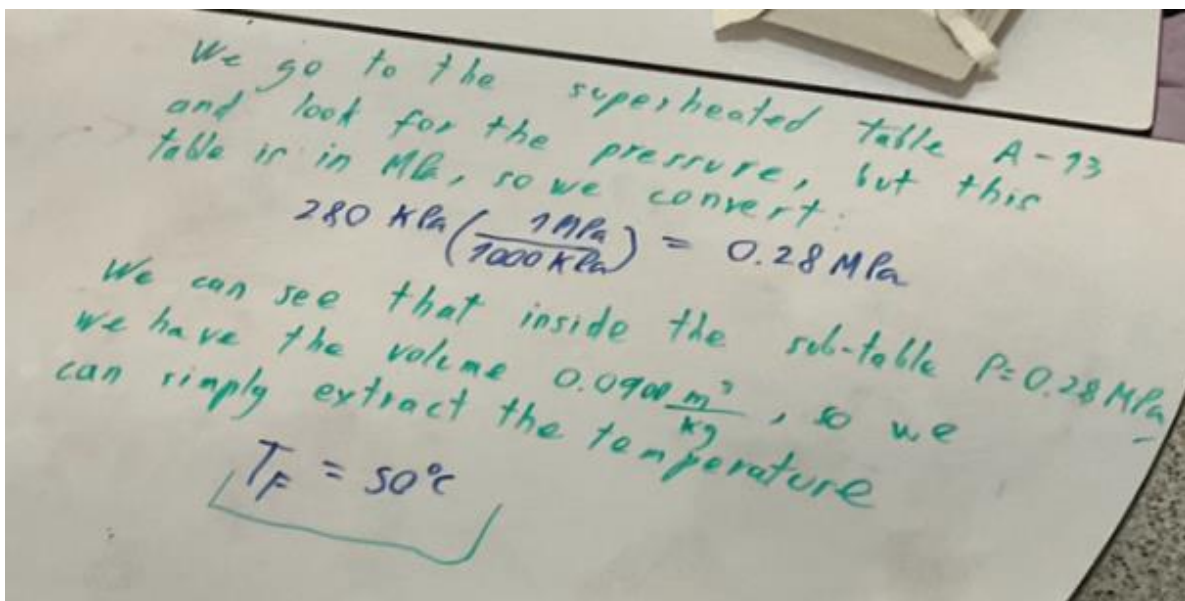 We go to the superheated table A-13
and look for the pressure, but this
table is in MPa, so we convert:
280 KPa (1MPa / 1000 KPa) = 0.28 MPa
We can see that inside the sub-table P=0.28 MPa
we have the volume 0.0900 m³/kg, so we
can simply extract the temperature
T_F = 50°C